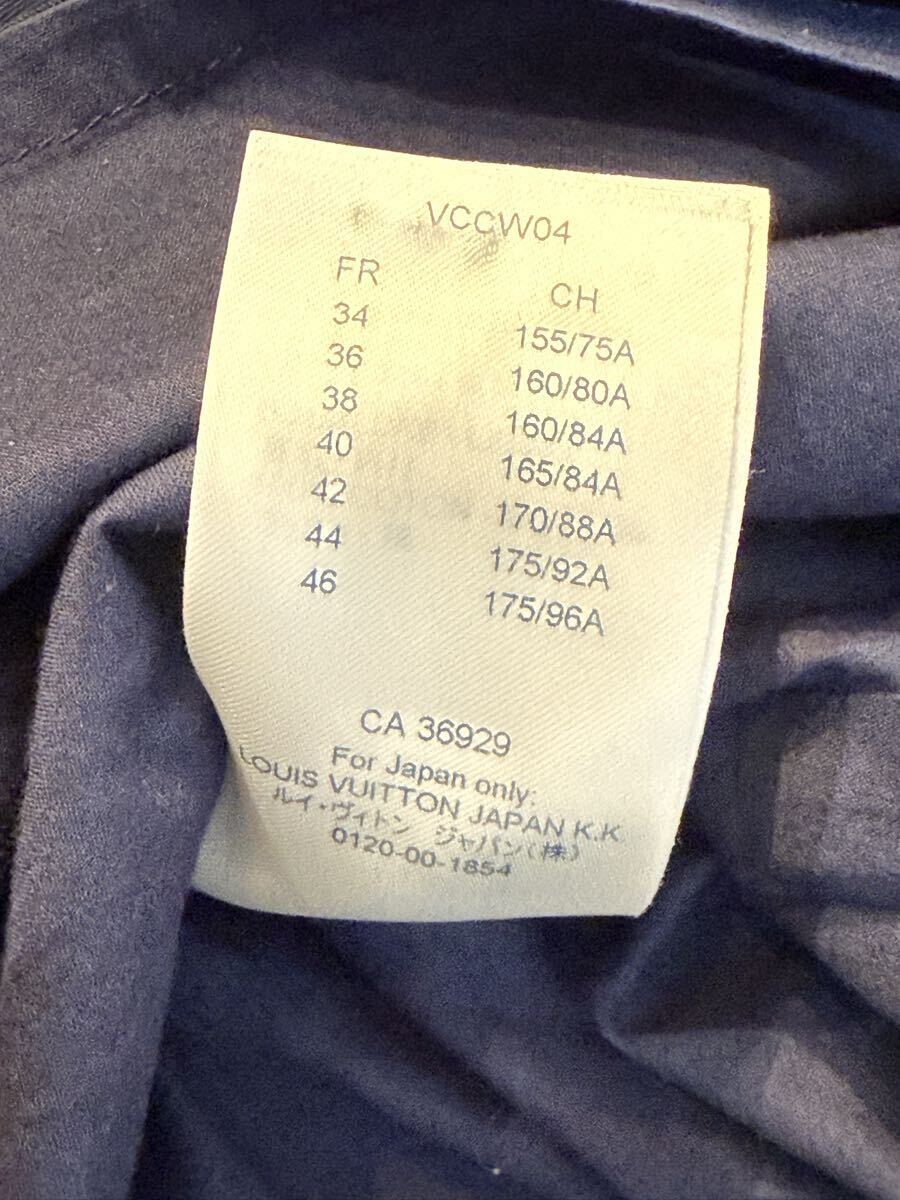 VCCW04
FR CH
34 155/75A
36 160/80A
38 160/84A
40 165/84A
42 170/88A
44 175/92A
46 175/96A
CA 36929
For Japan only:
LOUIS VUITTON JAPAN K.K
ルイ・ヴィトン ジャパン(株)
0120-00-1854